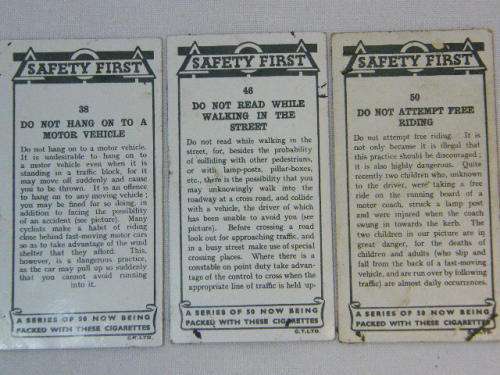 SAFETY FIRST
38
DO NOT HANG ON TO A
MOTOR VEHICLE
Do not hang on to a motor vehicle.
It is undesirable to hang on to
a motor vehicle even when it is
standing in a traffic block, for it
may move off suddenly and cause
you to be thrown. It is an offence
to hang on to any moving vehicle;
you may be fined for so doing, in
addition to facing the possibility
of an accident (see picture). Many
cyclists make a habit of riding
close behind fast-moving motor cars
so as to take advantage of the wind
shelter that they afford. This,
however, is a dangerous practice,
as the car may pull up so suddenly
that you cannot avoid running
into it.
A SERIES OF 50 NOW BEING
PACKED WITH THESE CIGARETTES
C.T.LTD.
SAFETY FIRST
46
DO NOT READ WHILE
WALKING IN THE
STREET
Do not read while walking in the
street, for, besides the probability
of colliding with other pedestrians,
or with lamp-posts, pillar-boxes,
etc., there is the possibility that you
may unknowingly walk into the
roadway at a cross road, and collide
with a vehicle, the driver of which
has been unable to avoid you (see
picture). Before crossing a road
look out for approaching traffic, and
in a busy street make use of special
crossing places. Where there is a
constable on point duty take advan-
tage of the control to cross when the
appropriate line of traffic is held up.
A SERIES OF 50 NOW BEING
PACKED WITH THESE CIGARETTES
C.T.LTD.
SAFETY FIRST
50
DO NOT ATTEMPT FREE
RIDING
Do not attempt free riding. It is
not only because it is illegal that
this practice should be discouraged;
it is also highly dangerous. Quite
recently two children who, unknown
to the driver, were taking a free
ride on the running board of a
motor coach, struck a lamp post
and were injured when the coach
swung in towards the kerb. The
two children in our picture are in
great danger, for the deaths of
children and adults (who slip and
fall from the back of a fast-moving
vehicle, and are run over by following
traffic) are almost daily occurrences.
A SERIES OF 50 NOW BEING
PACKED WITH THESE CIGARETTES